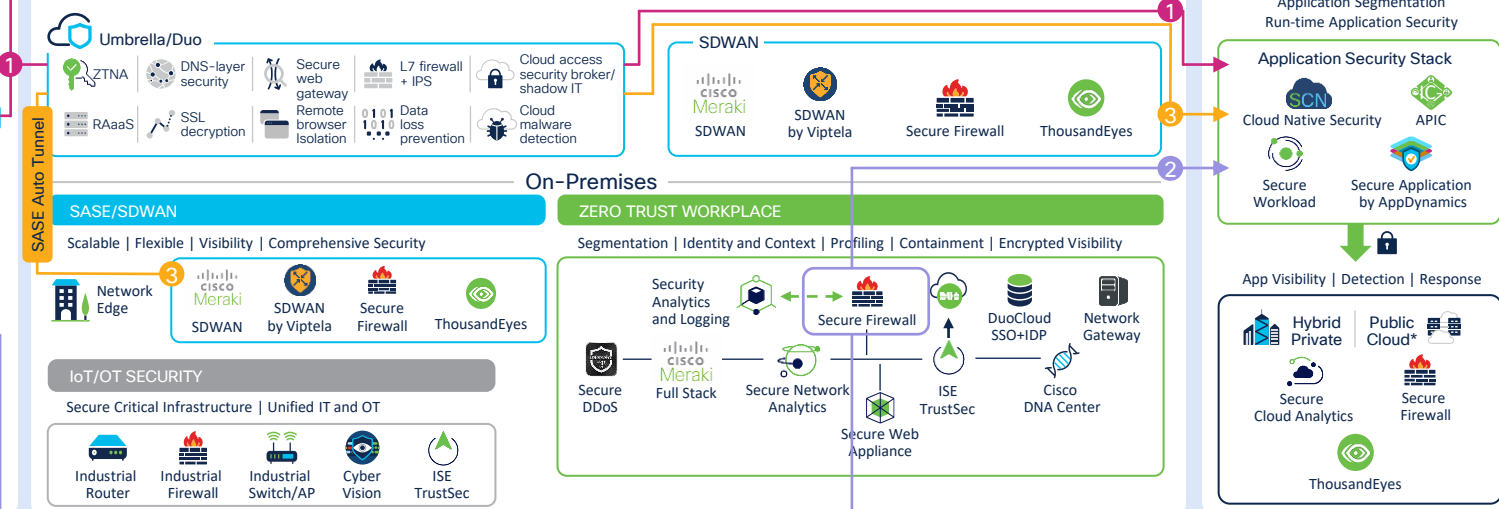 Application Segmentation
Run-time Application Security
1
1
Umbrella/Duo
ZTNA
DNS-layer
security
Secure
web
gateway
L7 firewall
+ IPS
Cloud access
security broker/
shadow IT
RAaaS
SSL
decryption
Remote
browser
Isolation
0101
1010
Data
loss
prevention
Cloud
malware
detection
SDWAN
CISCO
Meraki
SDWAN
SDWAN
by Viptela
Secure Firewall
ThousandEyes
3
2
Application Security Stack
SCN
Cloud Native Security
APIC
Secure
Workload
Secure Application
by AppDynamics
SASE Auto Tunnel
On-Premises
SASE/SDWAN
Scalable | Flexible | Visibility | Comprehensive Security
Network
Edge
3
CISCO
Meraki
SDWAN
SDWAN
by Viptela
Secure
Firewall
ThousandEyes
ZERO TRUST WORKPLACE
Segmentation | Identity and Context | Profiling | Containment | Encrypted Visibility
Security
Analytics
and Logging
Secure Firewall
DuoCloud
SSO+IDP
Network
Gateway
Secure
DDoS
CISCO
Meraki
Full Stack
Secure Network
Analytics
Secure Web
Appliance
ISE
TrustSec
Cisco
DNA Center
IoT/OT SECURITY
Secure Critical Infrastructure | Unified IT and OT
Industrial
Router
Industrial
Firewall
Industrial
Switch/AP
Cyber
Vision
ISE
TrustSec
App Visibility | Detection | Response
Hybrid
Private
Public
Cloud*
Secure
Cloud Analytics
Secure
Firewall
ThousandEyes